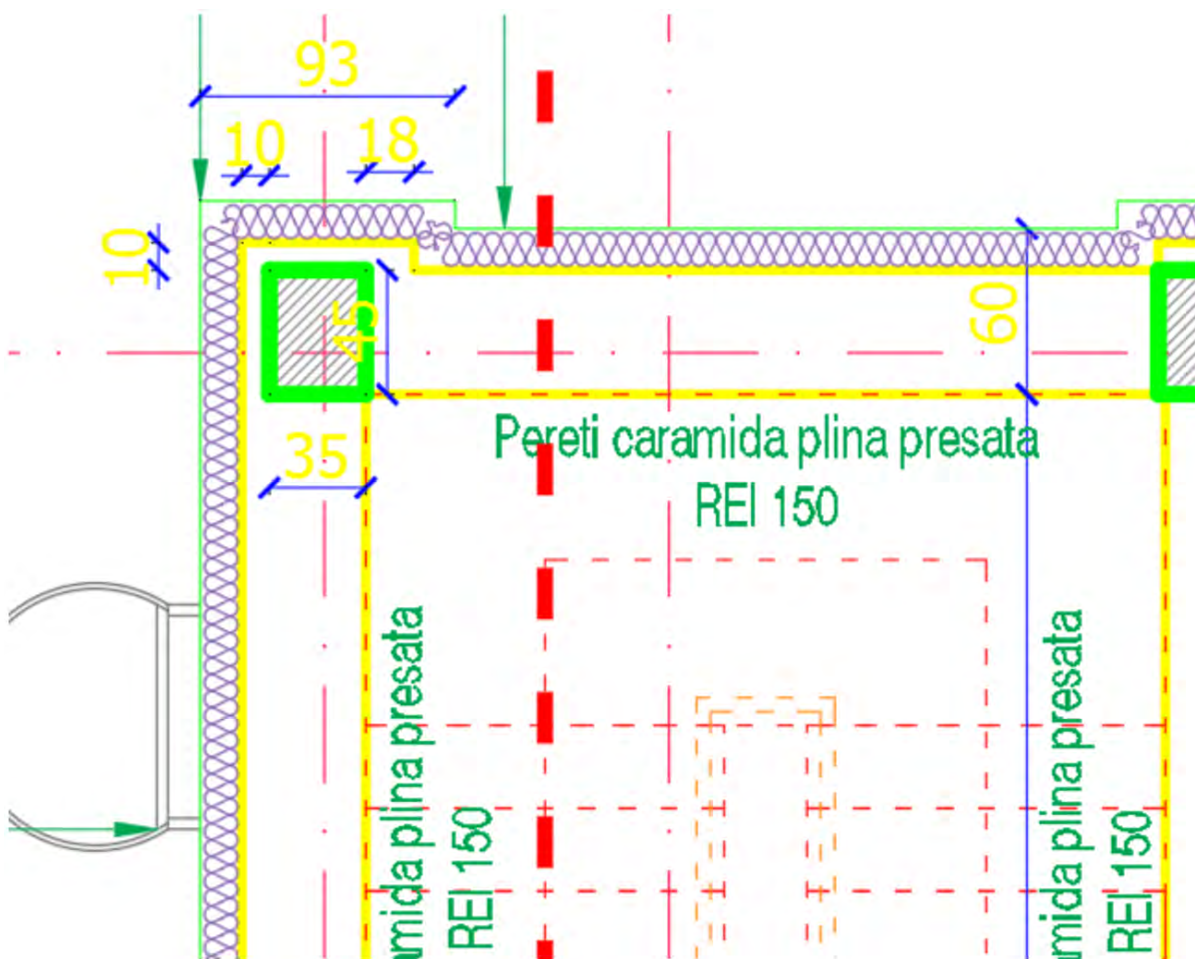 93
10
18
10
45
60
35
Pereti caramida plina presata
REI 150
amida plina presata
REI 150
amida plina presata
REI 150